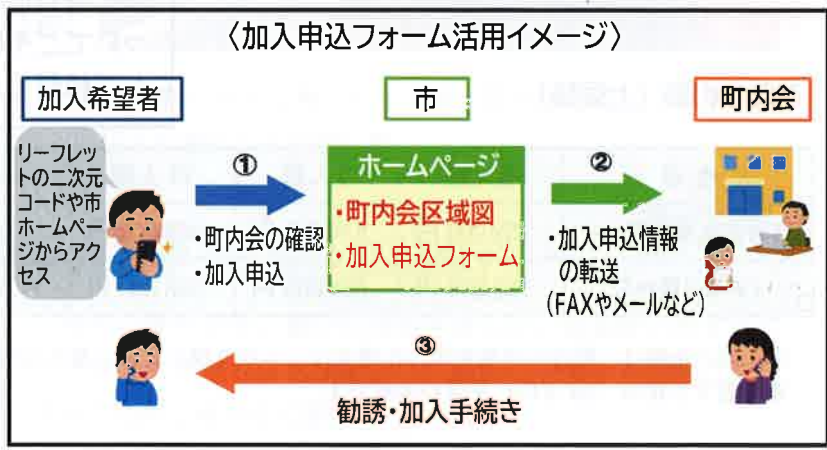 〈加入申込フォーム活用イメージ〉
加入希望者
市
町内会
リーフレッ
トの二次元
コードや市
ホームペー
ジからアク
セス
①
・町内会の確認
・加入申込
ホームページ
・町内会区域図
・加入申込フォーム
②
・加入申込情報
の転送
(FAXやメールなど)
③
勧誘・加入手続き